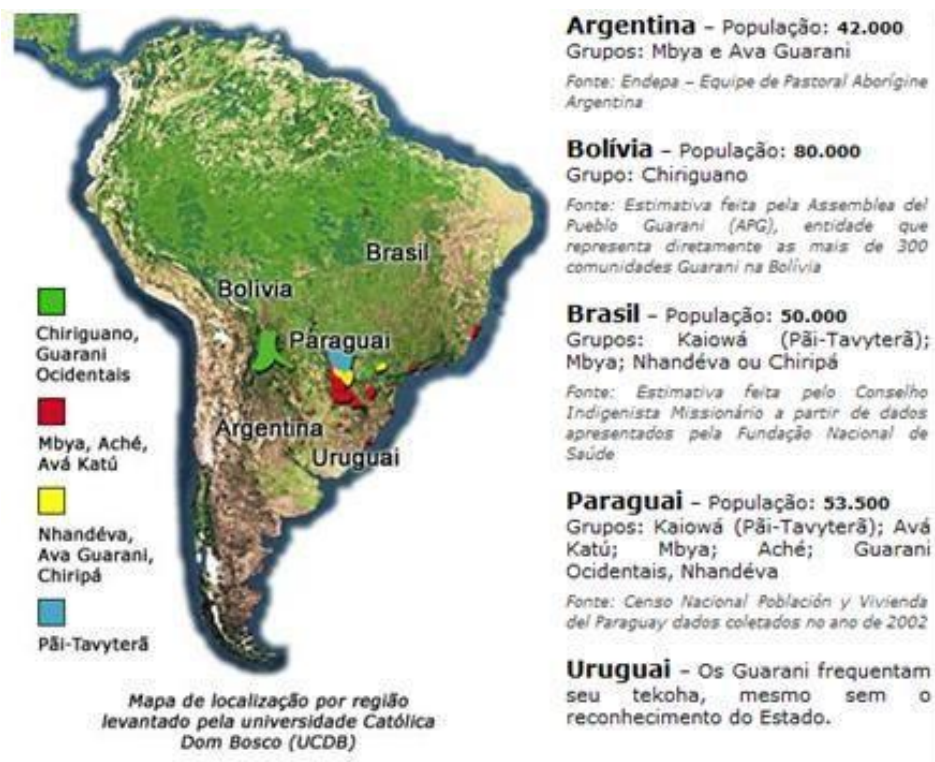 Brasil
Bolívia
Paraguai
Argentina
Uruguai
Chiriguano,
Guarani
Ocidentais
Mbya, Aché,
Avá Katú
Nhandéva,
Ava Guarani,
Chiripá
Pãi-Tavyterã
Mapa de localização por região
levantado pela universidade Católica
Dom Bosco (UCDB)
Argentina – População: 42.000
Grupos: Mbya e Ava Guarani
Fonte: Endepa – Equipe de Pastoral Aborígine
Argentina
Bolívia – População: 80.000
Grupo: Chiriguano
Fonte: Estimativa feita pela Assemblea del
Pueblo Guarani (APG), entidade que
representa diretamente as mais de 300
comunidades Guarani na Bolívia
Brasil – População: 50.000
Grupos: Kaiowá (Pãi-Tavyterã);
Mbya; Nhandéva ou Chiripá
Fonte: Estimativa feita pelo Conselho
Indigenista Missionário a partir de dados
apresentados pela Fundação Nacional de
Saúde
Paraguai – População: 53.500
Grupos: Kaiowá (Pãi-Tavyterã); Avá
Katú; Mbya; Aché; Guarani
Ocidentais, Nhandéva
Fonte: Censo Nacional Población y Vivienda
del Paraguay dados coletados no ano de 2002
Uruguai – Os Guarani frequentam
seu tekoha, mesmo sem o
reconhecimento do Estado.